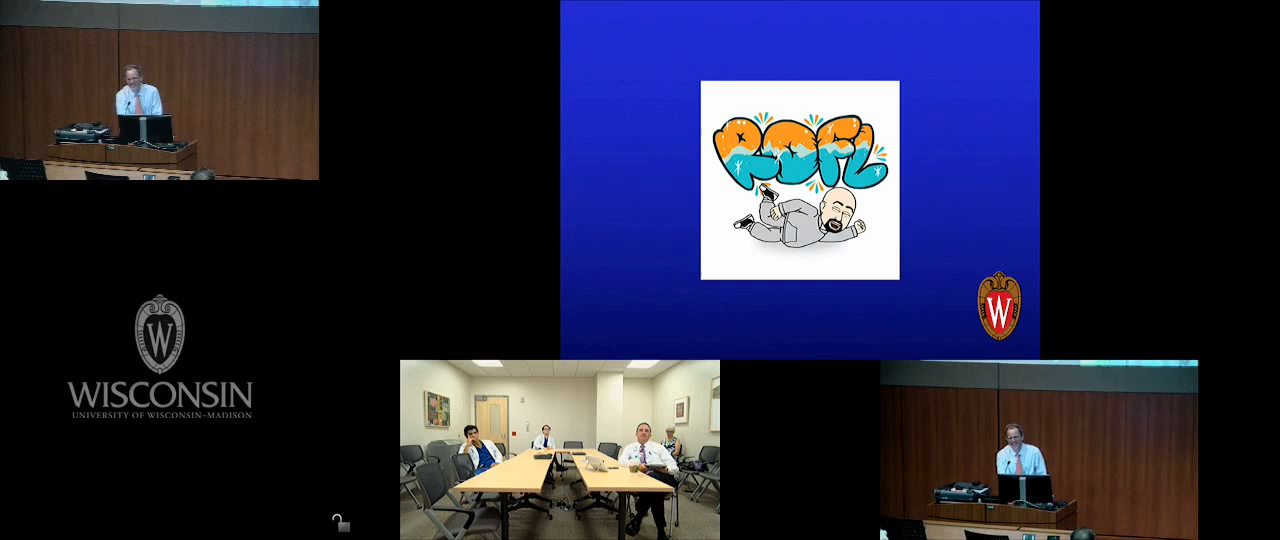 ROFL
W
W
WISCONSIN
UNIVERSITY OF WISCONSIN–MADISON